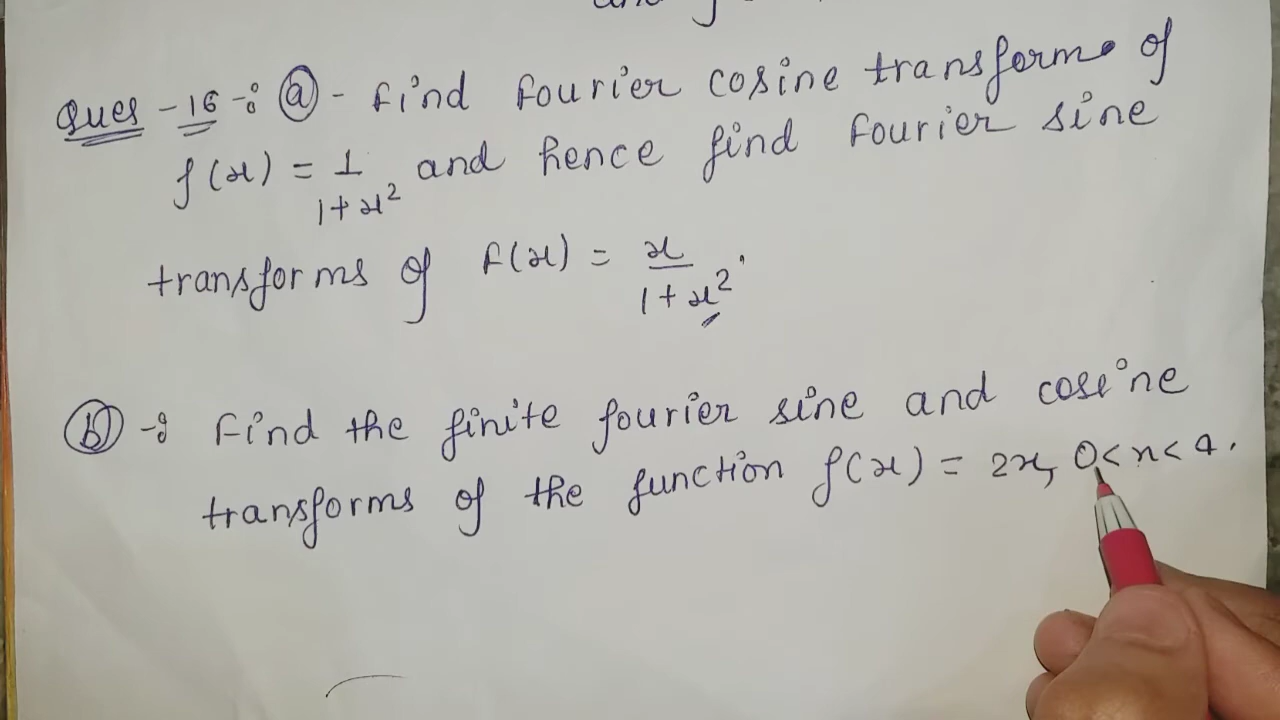 Ques - 16 -: (a) - Find Fourier cosine transforms of
f(x) = 1/1+x² and hence find Fourier sine
transforms of F(x) = x/1+x².
(b) -: Find the finite fourier sine and cosine
transforms of the function f(x) = 2x, 0<x<4.